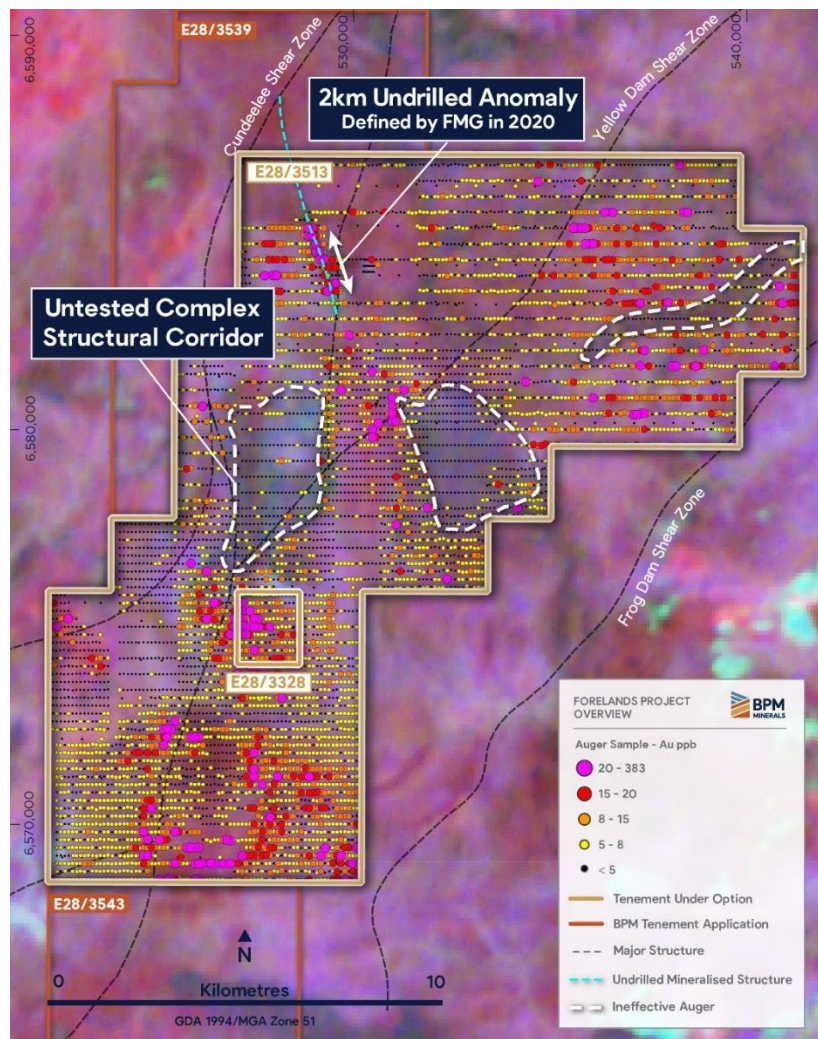 E28/3539
6,590,000
530,000
540,000
Cundeelee Shear Zone
Yellow Dam Shear Zone
2km Undrilled Anomaly
Defined by FMG in 2020
E28/3513
Untested Complex
Structural Corridor
6,580,000
Frog Dam Shear Zone
E28/3328
6,570,000
E28/3543
N
0
10
Kilometres
GDA 1994/MGA Zone 51
FORELANDS PROJECT
OVERVIEW
BPM
MINERALS
Auger Sample - Au ppb
20 - 383
15 - 20
8 - 15
5 - 8
< 5
Tenement Under Option
BPM Tenement Application
Major Structure
Undrilled Mineralised Structure
Ineffective Auger